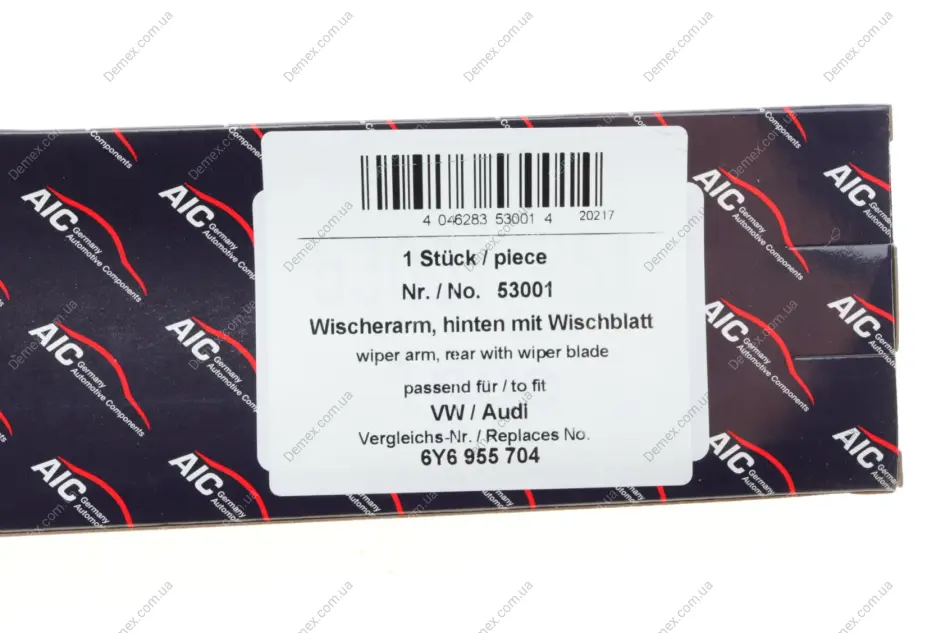 4 046283 53001 4 20217
1 Stück / piece
Nr. / No. 53001
Wischerarm, hinten mit Wischblatt
wiper arm, rear with wiper blade
passend für / to fit
VW / Audi
Vergleichs-Nr. / Replaces No.
6Y6 955 704
AIC Germany
Automotive Components
Demex.com.ua